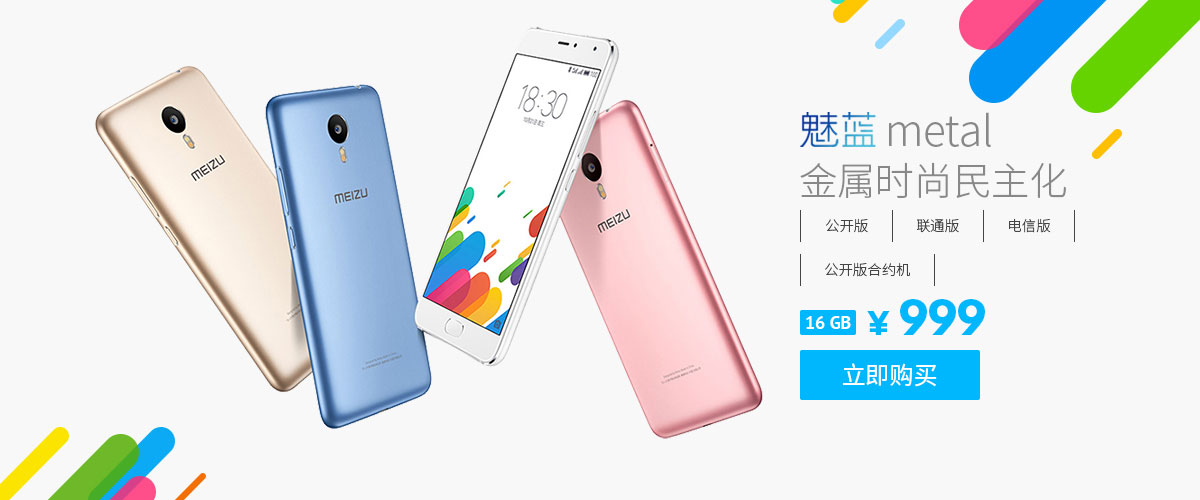 MEIZU
MEIZU
18:30
MEIZU
魅蓝 metal
金属时尚民主化
公开版
联通版
电信版
公开版合约机
16 GB ¥ 999
立即购买